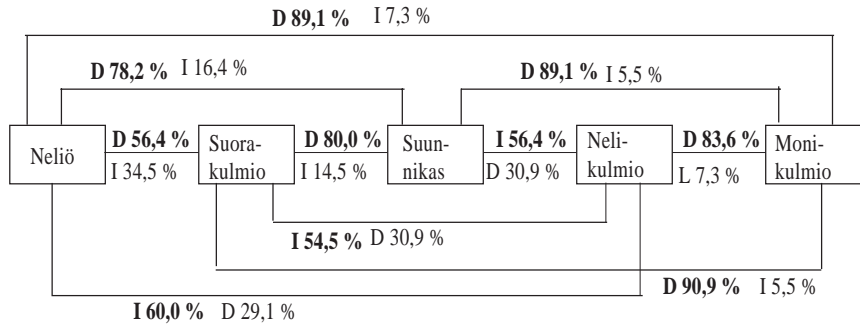 D 89,1 % I 7,3 %
D 78,2 % I 16,4 %
D 89,1 % I 5,5 %
Neliö
D 56,4 %
I 34,5 %
Suora-
kulmio
D 80,0 %
I 14,5 %
Suun-
nikas
I 56,4 %
D 30,9 %
Neli-
kulmio
D 83,6 %
L 7,3 %
Moni-
kulmio
I 54,5 % D 30,9 %
D 90,9 % I 5,5 %
I 60,0 % D 29,1 %